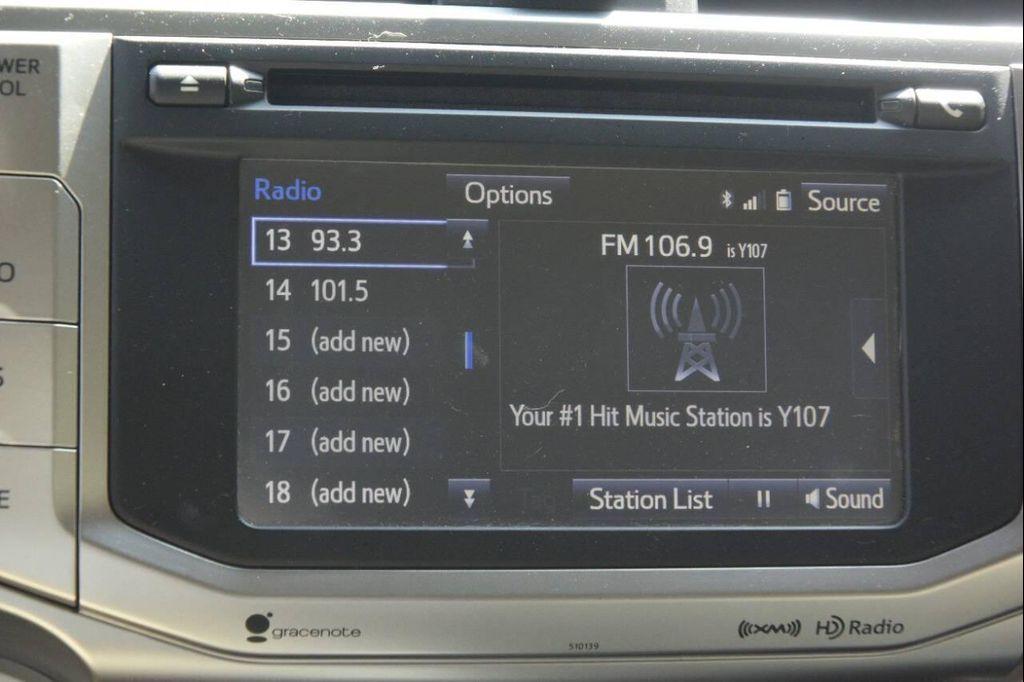 WER
OL
Radio
Options
Source
13 93.3
14 101.5
15 (add new)
16 (add new)
17 (add new)
18 (add new)
FM 106.9 is Y107
Your #1 Hit Music Station is Y107
Tag
Station List
Sound
O
S
E
gracenote
510139
((XM))
HD Radio